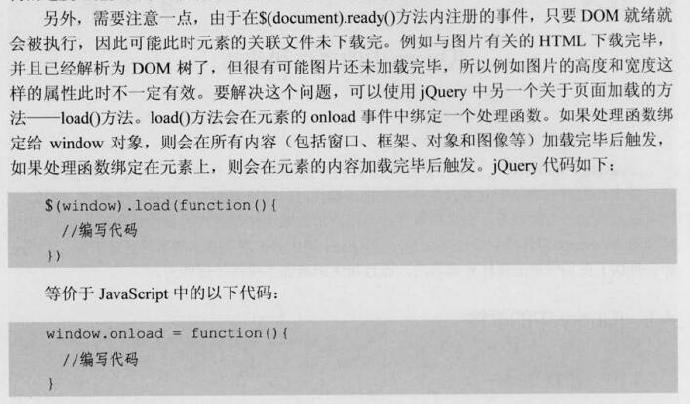 另外，需要注意一点，由于在$(document).ready()方法内注册的事件，只要 DOM 就绪就
会被执行，因此可能此时元素的关联文件未下载完。例如与图片有关的 HTML 下载完毕，
并且已经解析为 DOM 树了，但很有可能图片还未加载完毕，所以例如图片的高度和宽度这
样的属性此时不一定有效。要解决这个问题，可以使用 jQuery 中另一个关于页面加载的方
法——load()方法。load()方法会在元素的 onload 事件中绑定一个处理函数。如果处理函数绑
定给 window 对象，则会在所有内容（包括窗口、框架、对象和图像等）加载完毕后触发，
如果处理函数绑定在元素上，则会在元素的内容加载完毕后触发。jQuery 代码如下：
$(window).load(function(){
//编写代码
})
等价于 JavaScript 中的以下代码：
window.onload = function(){
//编写代码
}